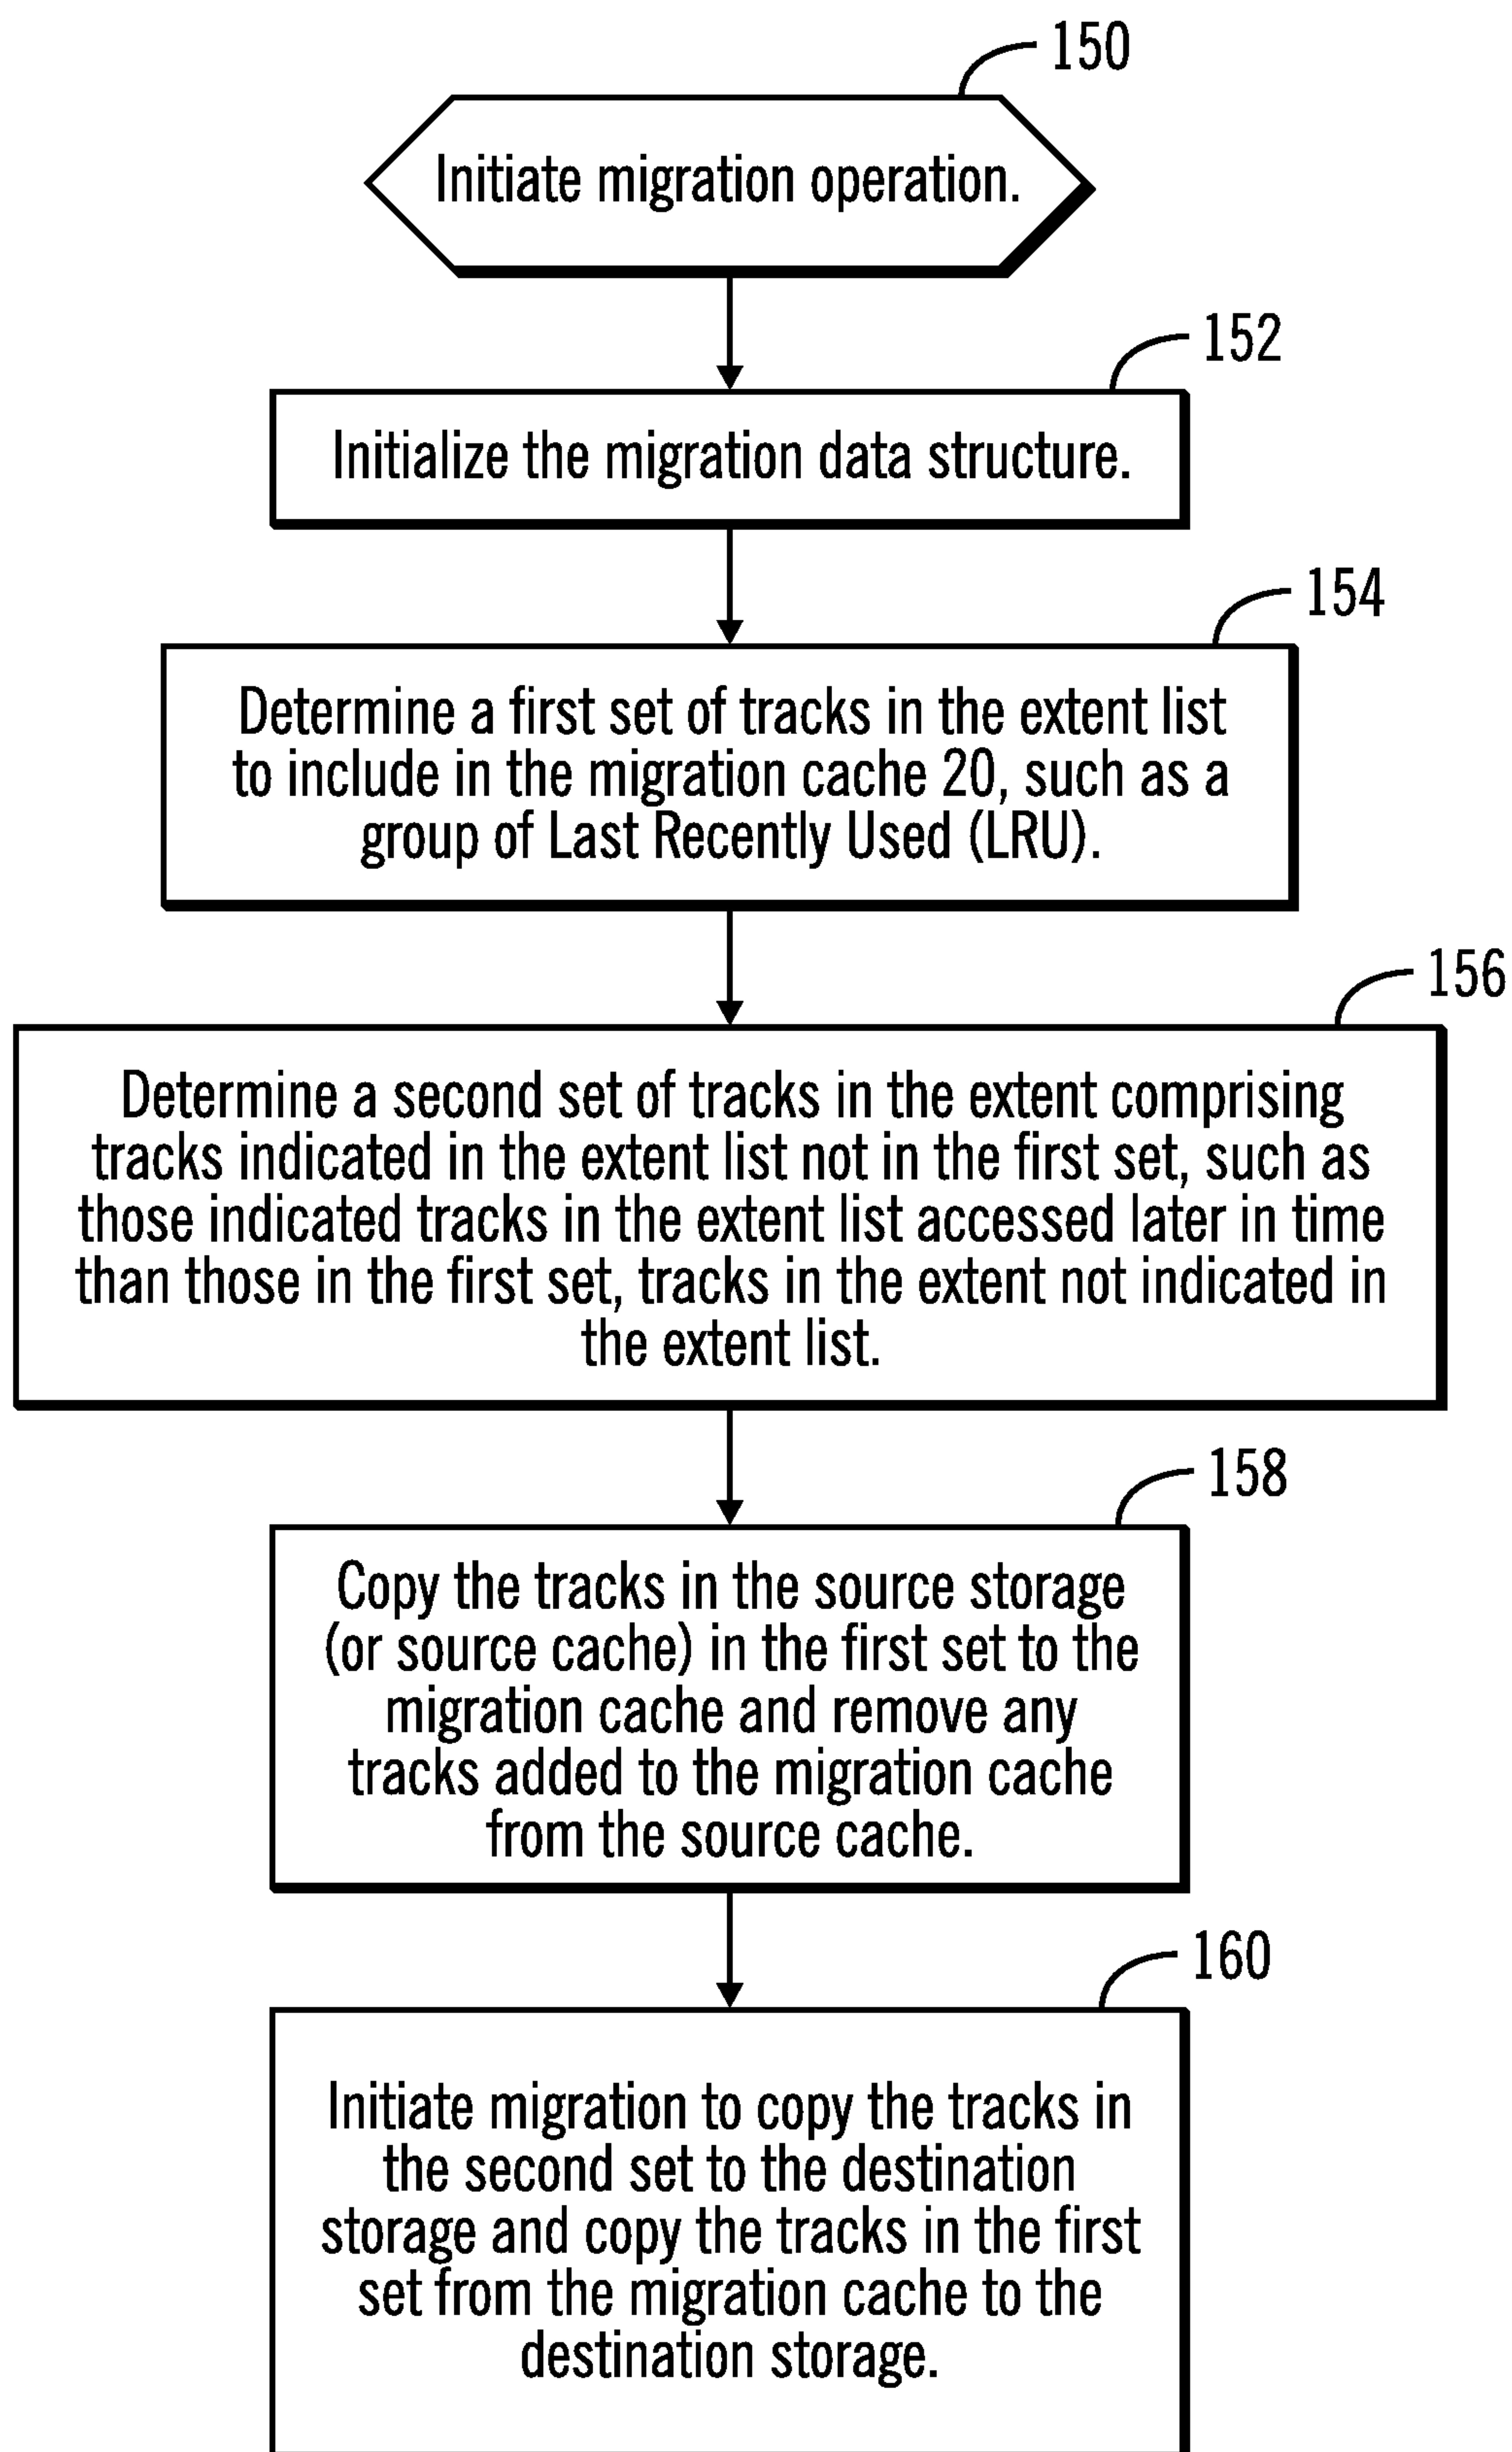 150
Initiate migration operation.
152
Initialize the migration data structure.
154
Determine a first set of tracks in the extent list
to include in the migration cache 20, such as a
group of Last Recently Used (LRU).
156
Determine a second set of tracks in the extent comprising
tracks indicated in the extent list not in the first set, such as
those indicated tracks in the extent list accessed later in time
than those in the first set, tracks in the extent not indicated in
the extent list.
158
Copy the tracks in the source storage
(or source cache) in the first set to the
migration cache and remove any
tracks added to the migration cache
from the source cache.
160
Initiate migration to copy the tracks in
the second set to the destination
storage and copy the tracks in the first
set from the migration cache to the
destination storage.